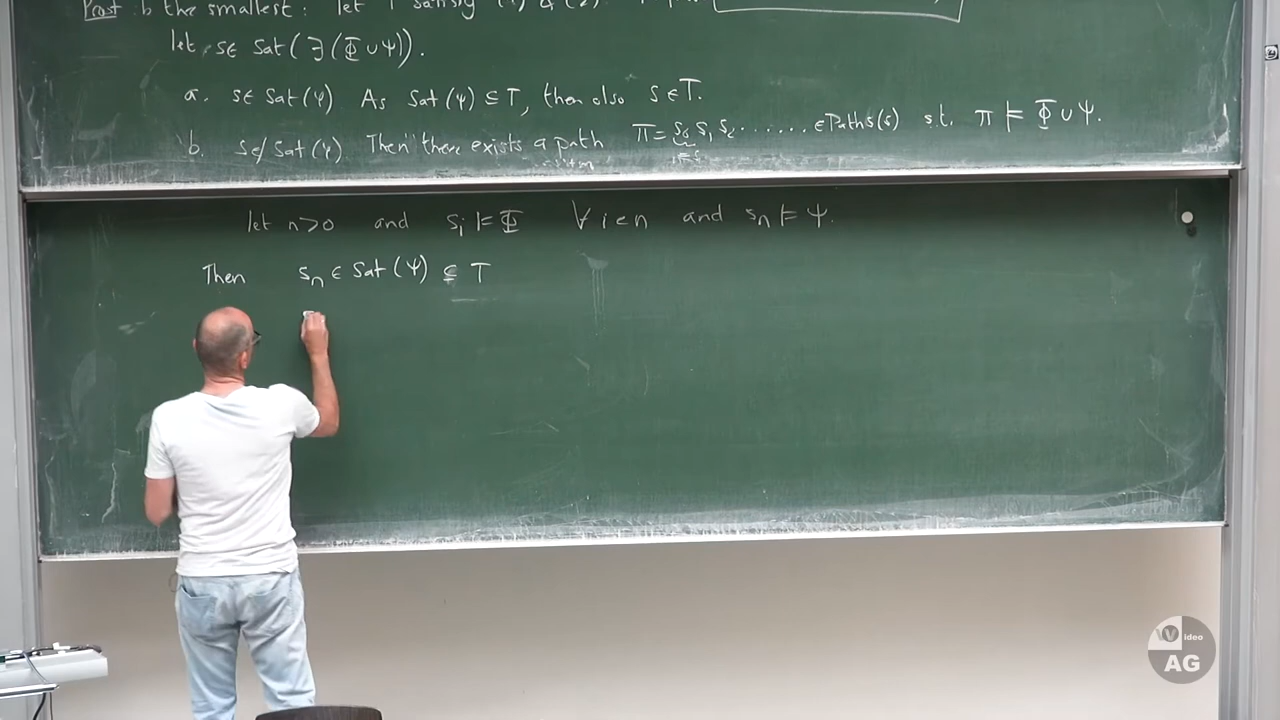 Proof b the smallest: let T satisfy (1) & (2).
let s ∈ Sat(∃(Φ ∪ Ψ)).
a. s ∈ Sat(Ψ) As Sat(Ψ) ⊆ T, then also s ∈ T.
b. s ∉ Sat(Ψ) Then there exists a path π = s₀ s₁ s₂ ....... ∈ Paths(s) s.t. π ⊨ Φ ∪ Ψ.
let n>0 and sᵢ ⊨ Φ ∀ i<n and sₙ ⊨ Ψ.
Then sₙ ∈ Sat(Ψ) ⊆ T
Video
AG